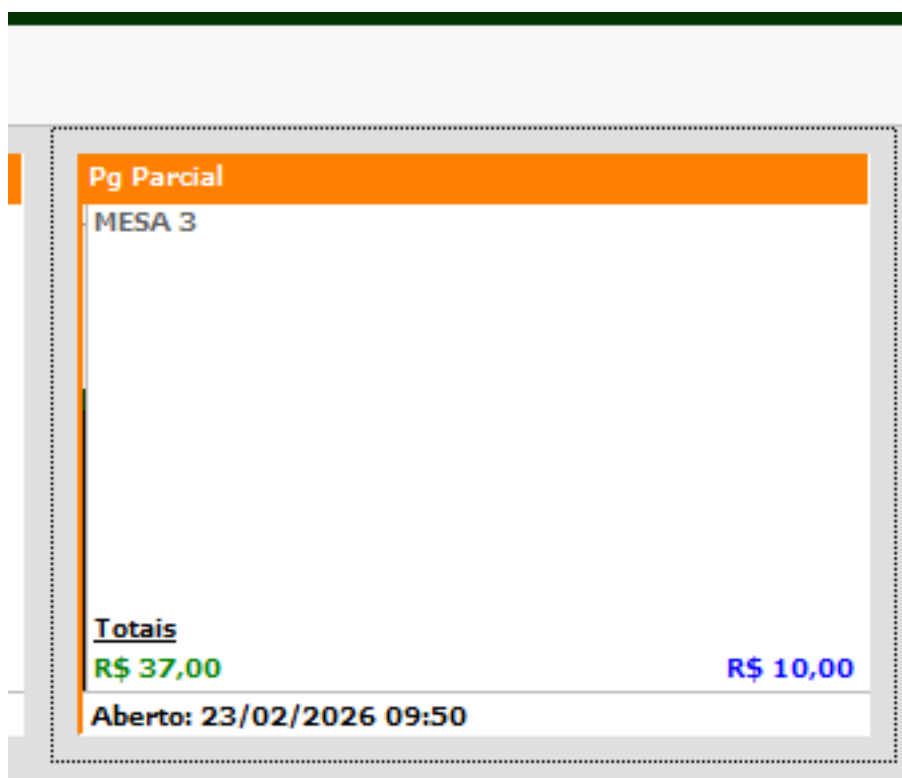 Pg Parcial
MESA 3
Totais
R$ 37,00 R$ 10,00
Aberto: 23/02/2026 09:50